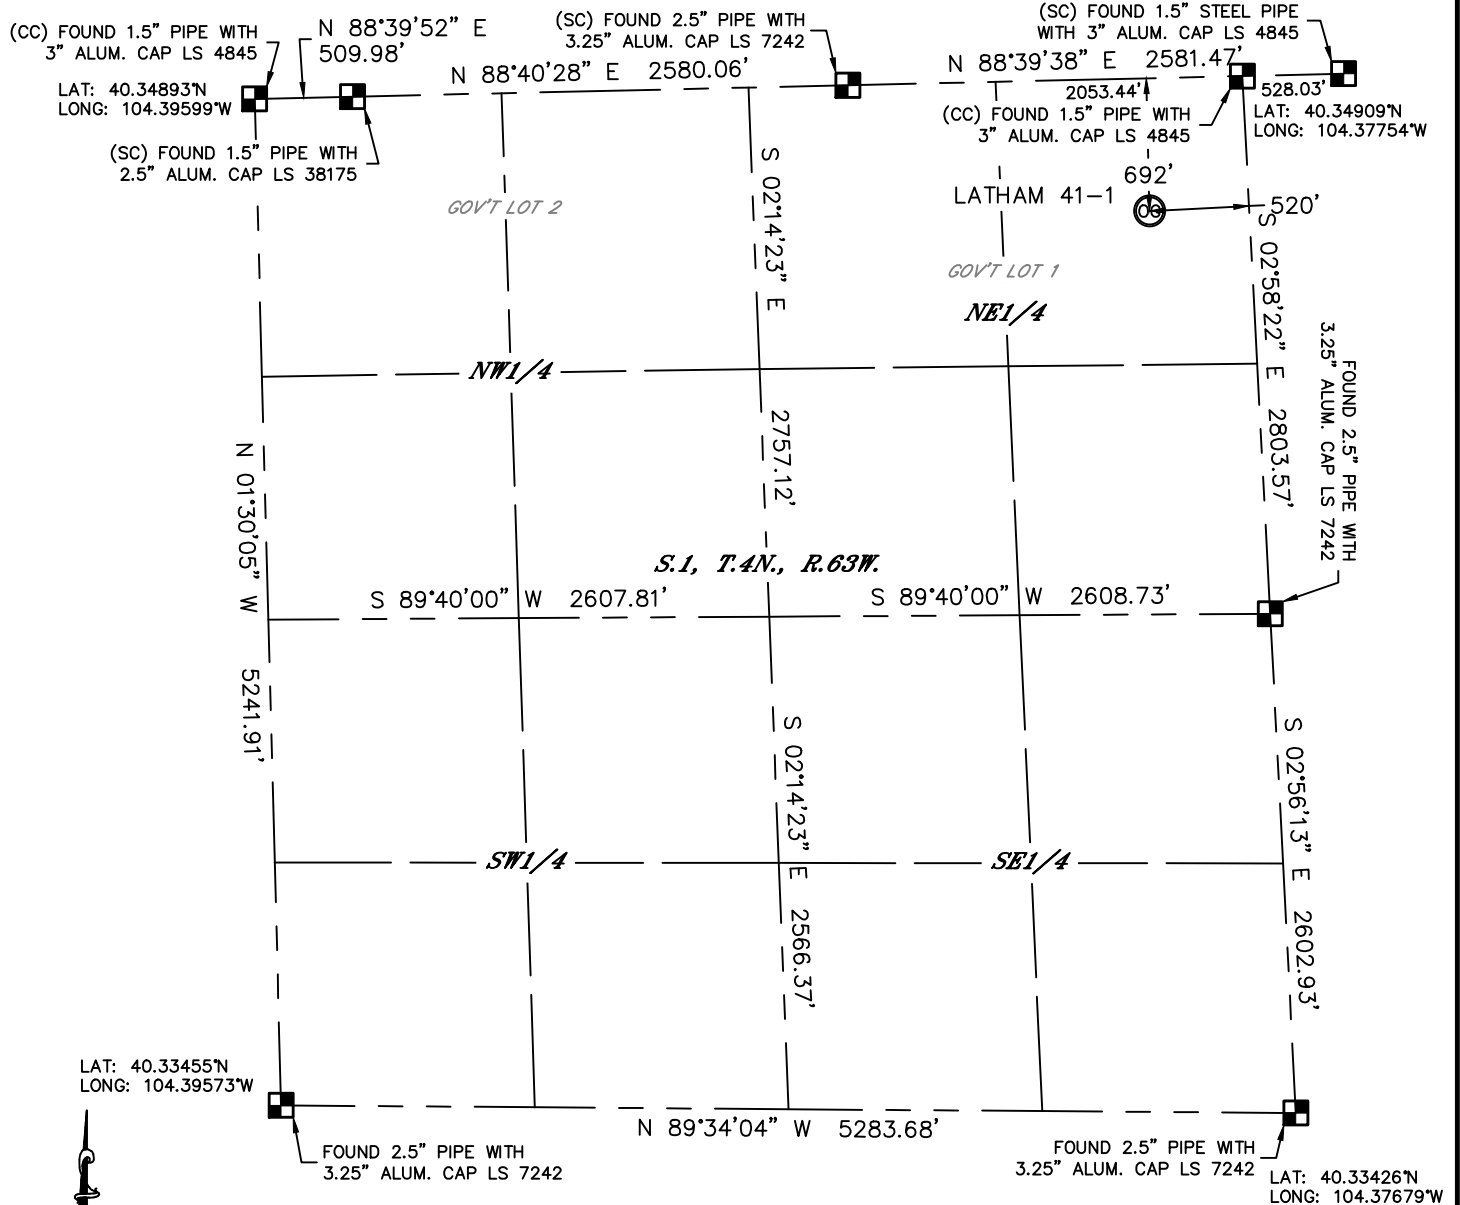 (CC) FOUND 1.5" PIPE WITH
3" ALUM. CAP LS 4845
N 88°39'52" E
509.98'
(SC) FOUND 2.5" PIPE WITH
3.25" ALUM. CAP LS 7242
(SC) FOUND 1.5" STEEL PIPE
WITH 3" ALUM. CAP LS 4845
N 88°40'28" E 2580.06'
N 88°39'38" E 2581.47'
LAT: 40.34893°N
LONG: 104.39599°W
2053.44'
528.03'
LAT: 40.34909°N
LONG: 104.37754°W
(CC) FOUND 1.5" PIPE WITH
3" ALUM. CAP LS 4845
(SC) FOUND 1.5" PIPE WITH
2.5" ALUM. CAP LS 38175
692'
LATHAM 41-1
OG
520'
GOV'T LOT 2
S 02°14'23" E
2757.12'
GOV'T LOT 1
NE1/4
S 02°58'22" E 2803.57'
FOUND 2.5" PIPE WITH
3.25" ALUM. CAP LS 7242
NW1/4
N 01°30'05" W 5241.91'
S.1, T.4N., R.63W.
S 89°40'00" W 2607.81'
S 89°40'00" W 2608.73'
S 02°14'23" E 2566.37'
S 02°56'13" E 2602.93'
SW1/4
SE1/4
LAT: 40.33455°N
LONG: 104.39573°W
N 89°34'04" W 5283.68'
FOUND 2.5" PIPE WITH
3.25" ALUM. CAP LS 7242
FOUND 2.5" PIPE WITH
3.25" ALUM. CAP LS 7242
LAT: 40.33426°N
LONG: 104.37679°W